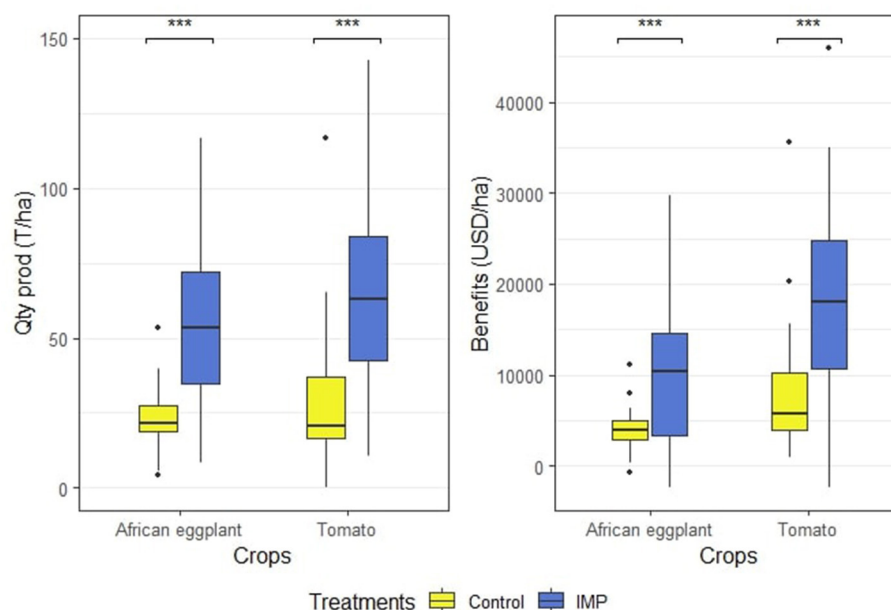 *** ***
150
100
50
0
Qty prod (T/ha)
African eggplant Tomato
Crops
*** ***
40000
30000
20000
10000
0
Benefits (USD/ha)
African eggplant Tomato
Crops
Treatments Control IMP